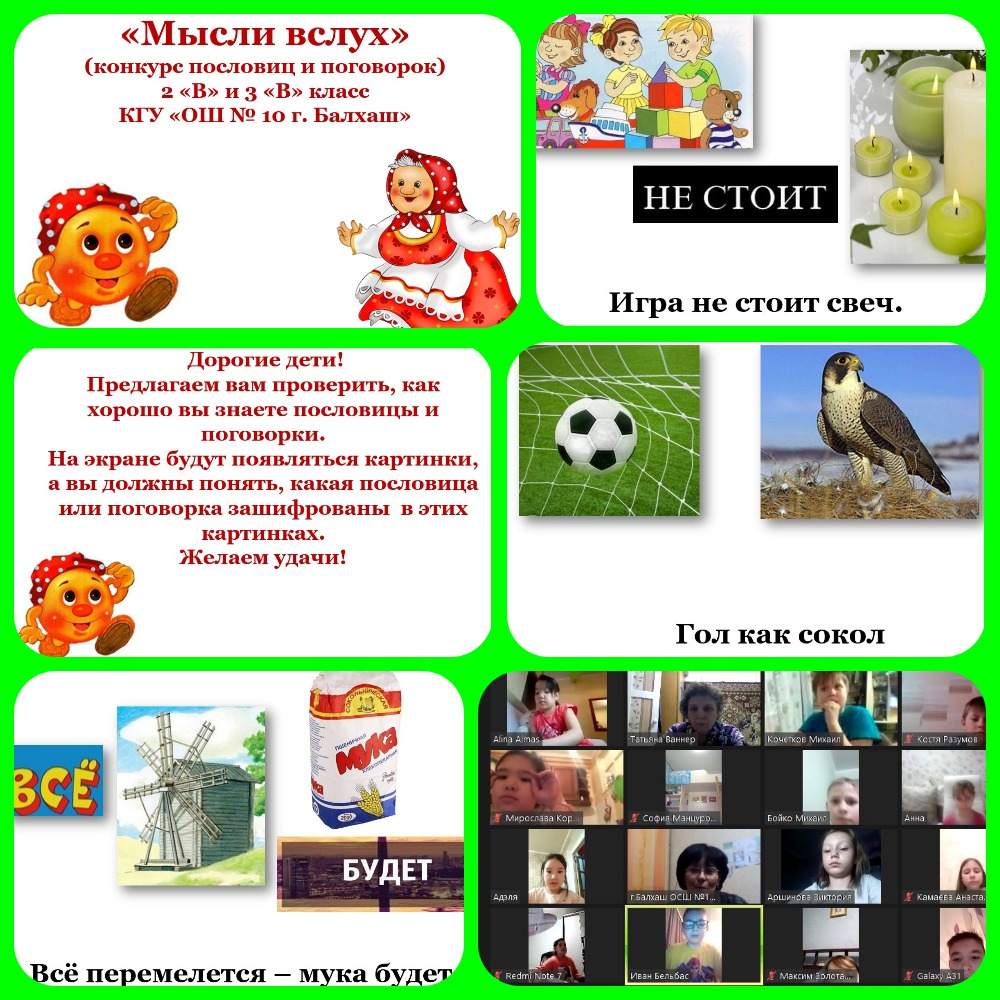 «Мысли вслух»
(конкурс пословиц и поговорок)
2 «В» и 3 «В» класс
КГУ «ОШ № 10 г. Балхаш»
НЕ СТОИТ
Игра не стоит свеч.
Дорогие дети!
Предлагаем вам проверить, как
хорошо вы знаете пословицы и
поговорки.
На экране будут появляться картинки,
а вы должны понять, какая пословица
или поговорка зашифрованы в этих
картинках.
Желаем удачи!
Гол как сокол
ВСЁ
СОКОЛЬНИЧЕСКАЯ
ПШЕНИЧНАЯ
МУКА
ХЛЕБОПЕКАРНАЯ
БУДЕТ
Всё перемелется – мука будет
Alina Almas
Татьяна Ваннер
Кочетков Михаил
Костя Разумов
Мирослава Кор...
София Манцуро...
Бойко Михаил
Анна
Адэля
г.Балхаш ОСШ №1...
Аршинова Виктория
Камаева Анаста.
Redmi Note 7
Иван Бельбас
Максим Золота...
Galaxy A31